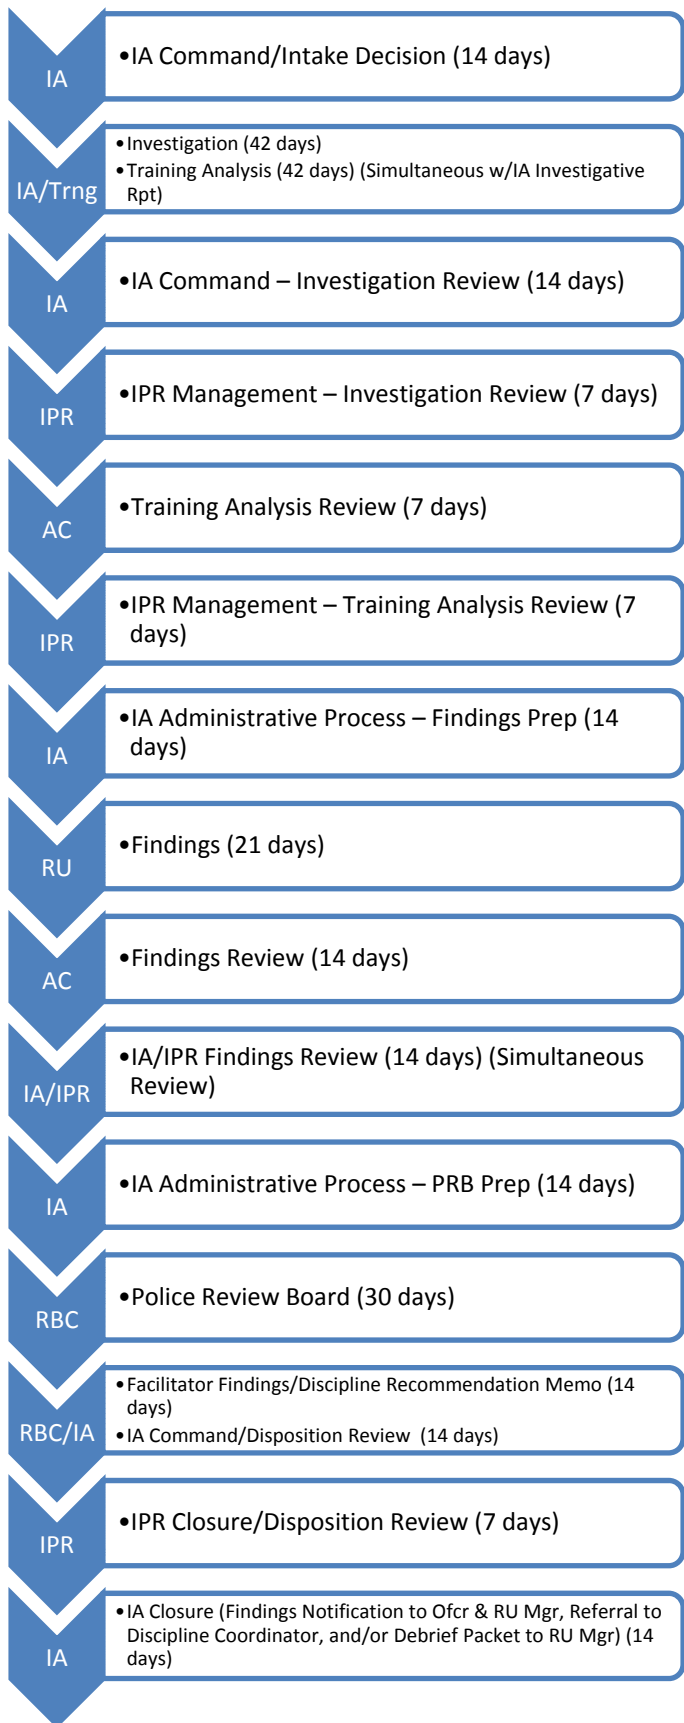 IA
•IA Command/Intake Decision (14 days)
IA/Trng
•Investigation (42 days)
•Training Analysis (42 days) (Simultaneous w/IA Investigative
Rpt)
IA
•IA Command – Investigation Review (14 days)
IPR
•IPR Management – Investigation Review (7 days)
AC
•Training Analysis Review (7 days)
IPR
•IPR Management – Training Analysis Review (7
days)
IA
•IA Administrative Process – Findings Prep (14
days)
RU
•Findings (21 days)
AC
•Findings Review (14 days)
IA/IPR
•IA/IPR Findings Review (14 days) (Simultaneous
Review)
IA
•IA Administrative Process – PRB Prep (14 days)
RBC
•Police Review Board (30 days)
RBC/IA
•Facilitator Findings/Discipline Recommendation Memo (14
days)
•IA Command/Disposition Review (14 days)
IPR
•IPR Closure/Disposition Review (7 days)
IA
•IA Closure (Findings Notification to Ofcr & RU Mgr, Referral to
Discipline Coordinator, and/or Debrief Packet to RU Mgr) (14
days)